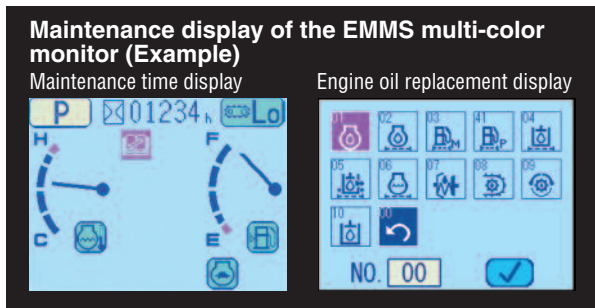 Maintenance display of the EMMS multi-color
monitor (Example)
Maintenance time display
Engine oil replacement display
P 01234 h Lo
H F
C E
01 02 03 41 04
M P
05 06 07 08 09
10 00
NO. 00